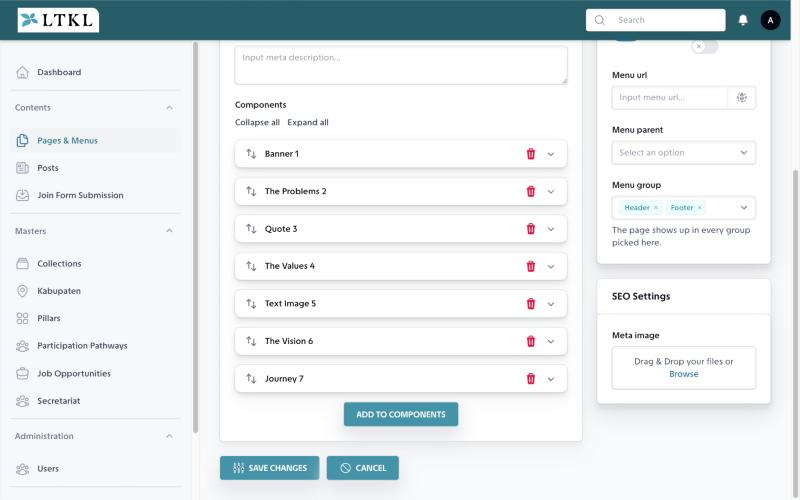 LTKL
Search
A
Dashboard
Contents
Pages & Menus
Posts
Join Form Submission
Masters
Collections
Kabupaten
Pillars
Participation Pathways
Job Opportunities
Secretariat
Administration
Users
Input meta description...
Components
Collapse all Expand all
Banner 1
The Problems 2
Quote 3
The Values 4
Text Image 5
The Vision 6
Journey 7
ADD TO COMPONENTS
SAVE CHANGES
CANCEL
Menu url
Input menu url...
Menu parent
Select an option
Menu group
Header × Footer ×
The page shows up in every group
picked here.
SEO Settings
Meta image
Drag & Drop your files or
Browse